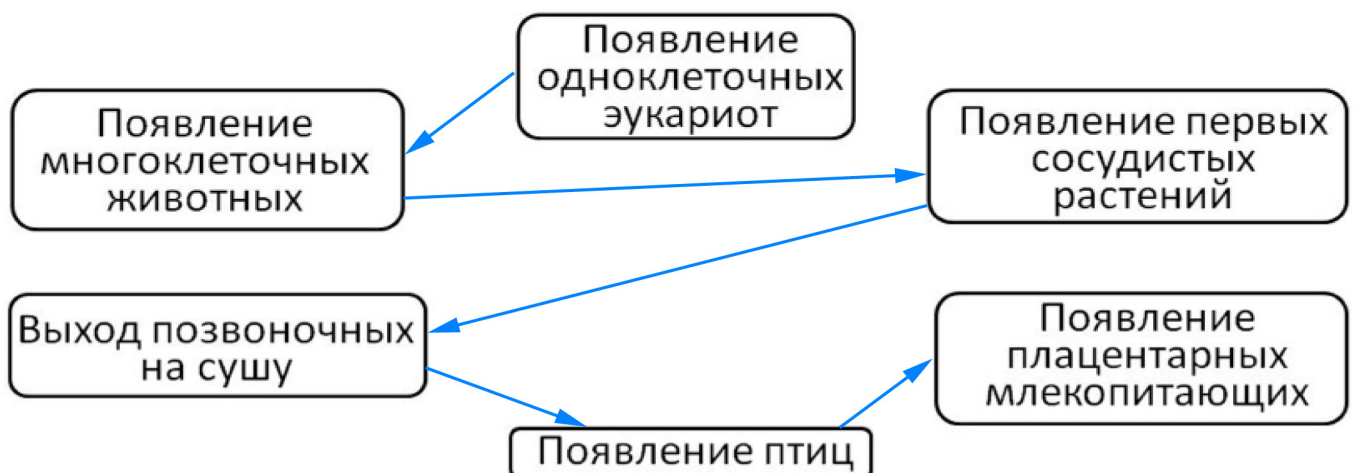 Появление
одноклеточных
эукариот
Появление
многоклеточных
животных
Появление первых
сосудистых
растений
Выход позвоночных
на сушу
Появление
плацентарных
млекопитающих
Появление птиц